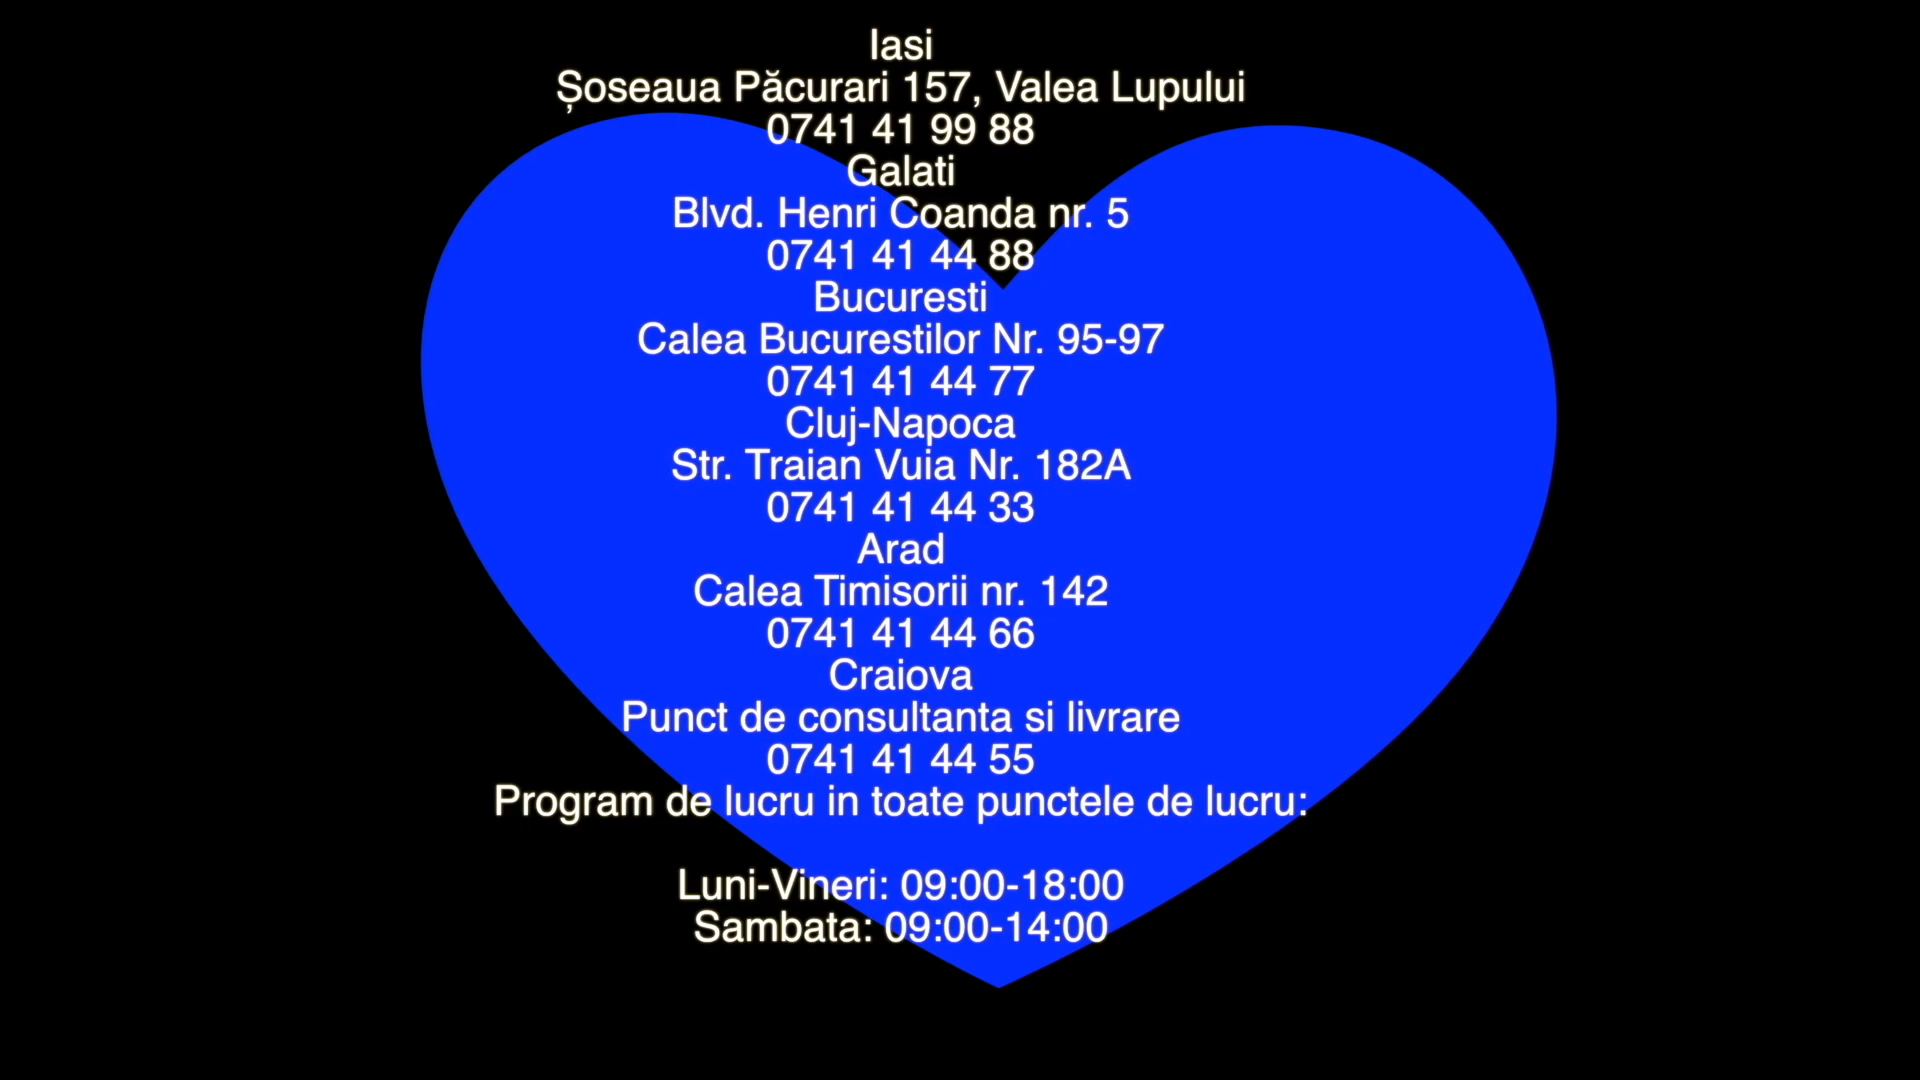 Iasi
Șoseaua Păcurari 157, Valea Lupului
0741 41 99 88
Galati
Blvd. Henri Coanda nr. 5
0741 41 44 88
Bucuresti
Calea Bucurestilor Nr. 95-97
0741 41 44 77
Cluj-Napoca
Str. Traian Vuia Nr. 182A
0741 41 44 33
Arad
Calea Timisorii nr. 142
0741 41 44 66
Craiova
Punct de consultanta si livrare
0741 41 44 55
Program de lucru in toate punctele de lucru:
Luni-Vineri: 09:00-18:00
Sambata: 09:00-14:00